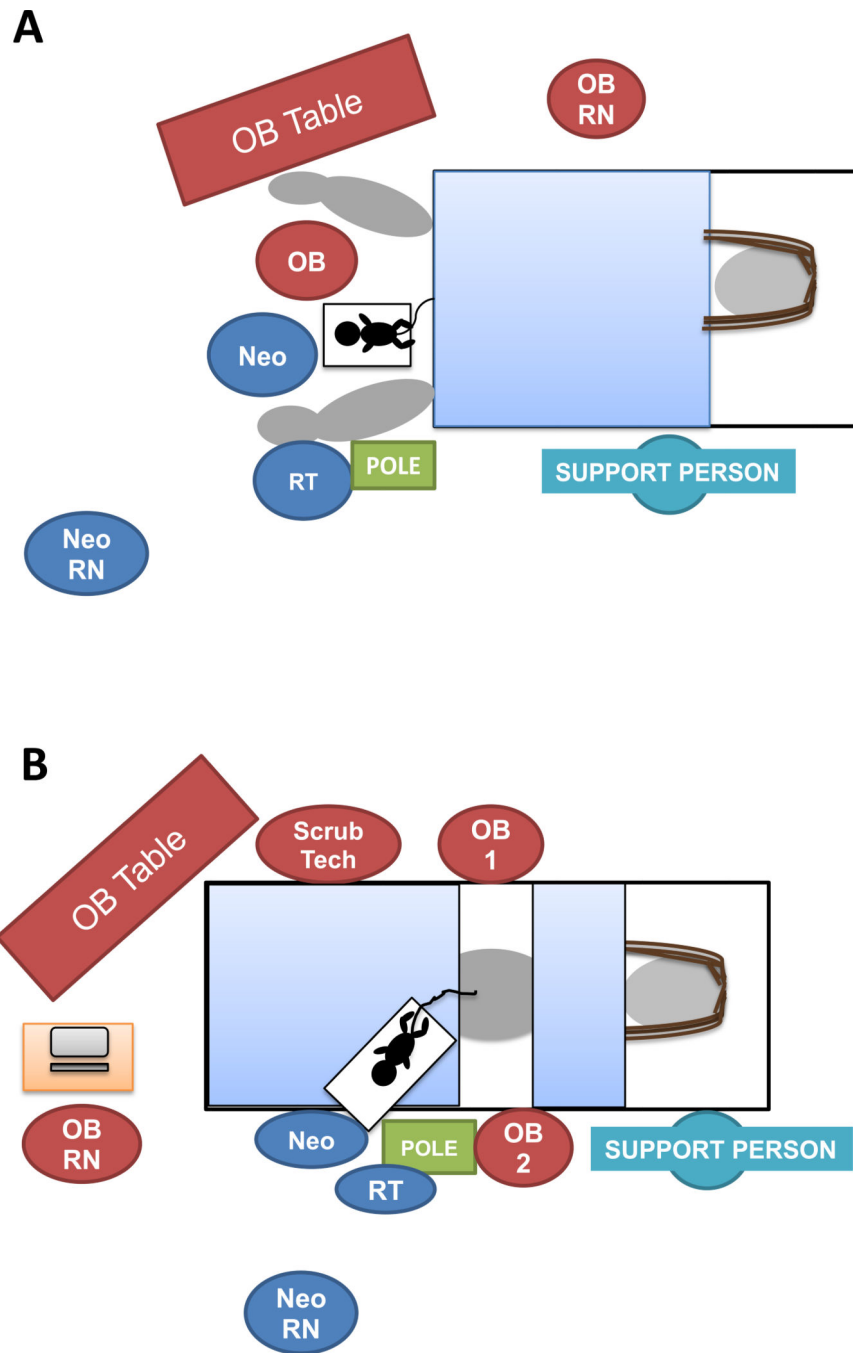 A
OB Table
OB
RN
OB
Neo
RT
POLE
SUPPORT PERSON
Neo
RN
B
OB Table
Scrub
Tech
OB
1
OB
RN
Neo
POLE
OB
2
SUPPORT PERSON
RT
Neo
RN